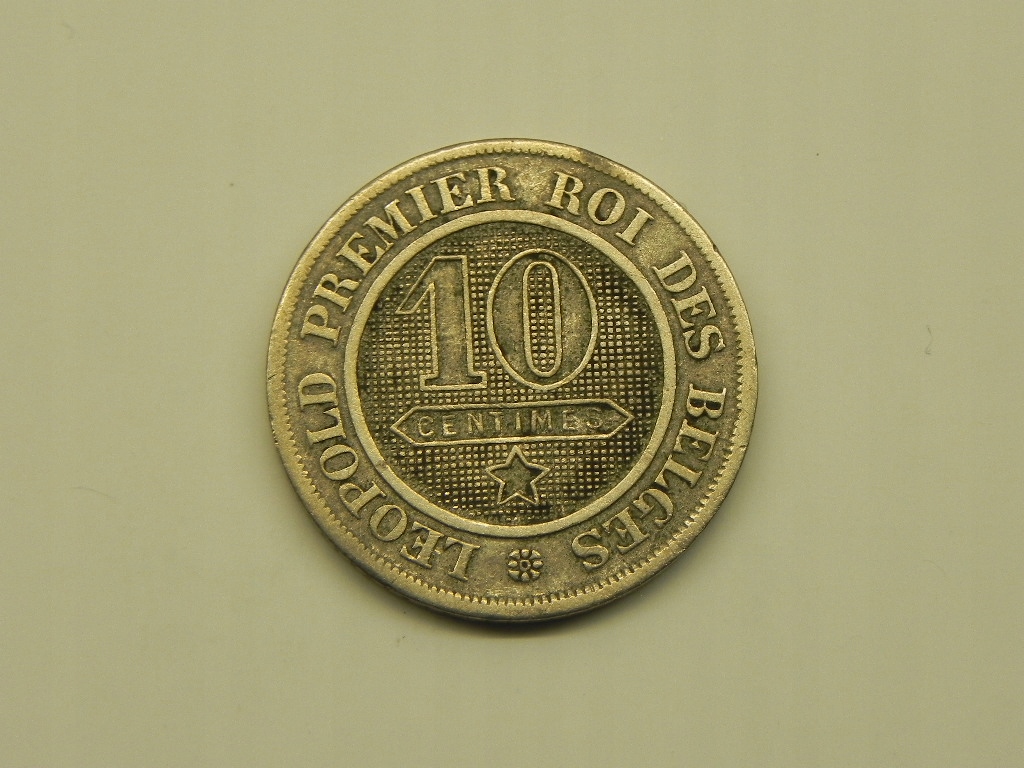 LEOPOLD PREMIER ROI DES BELGES
10
CENTIMES